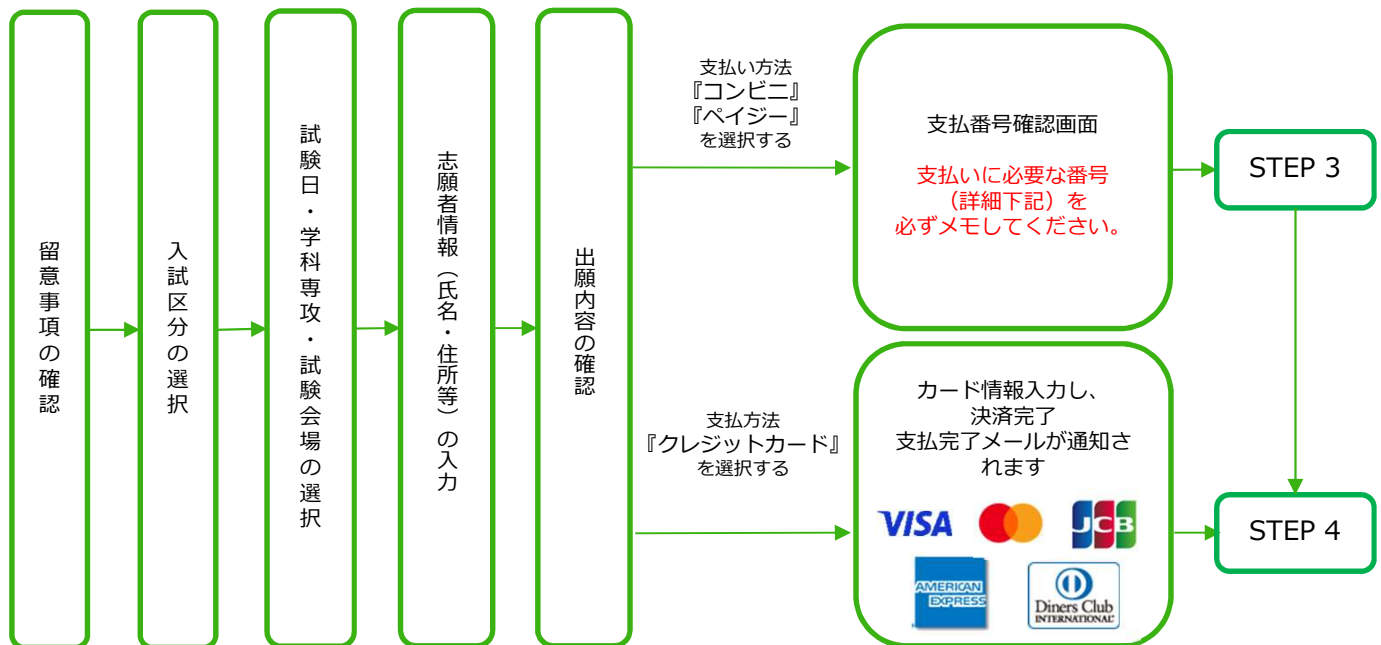 留意事項の確認
入試区分の選択
試験日・学科専攻・試験会場の選択
志願者情報（氏名・住所等）の入力
出願内容の確認
支払い方法
『コンビニ』
『ペイジー』
を選択する
支払番号確認画面
支払いに必要な番号
（詳細下記）を
必ずメモしてください。
STEP 3
支払方法
『クレジットカード』
を選択する
カード情報入力し、
決済完了
支払完了メールが通知さ
れます
VISA
JCB
AMERICAN
EXPRESS
Diners Club
INTERNATIONAL
STEP 4